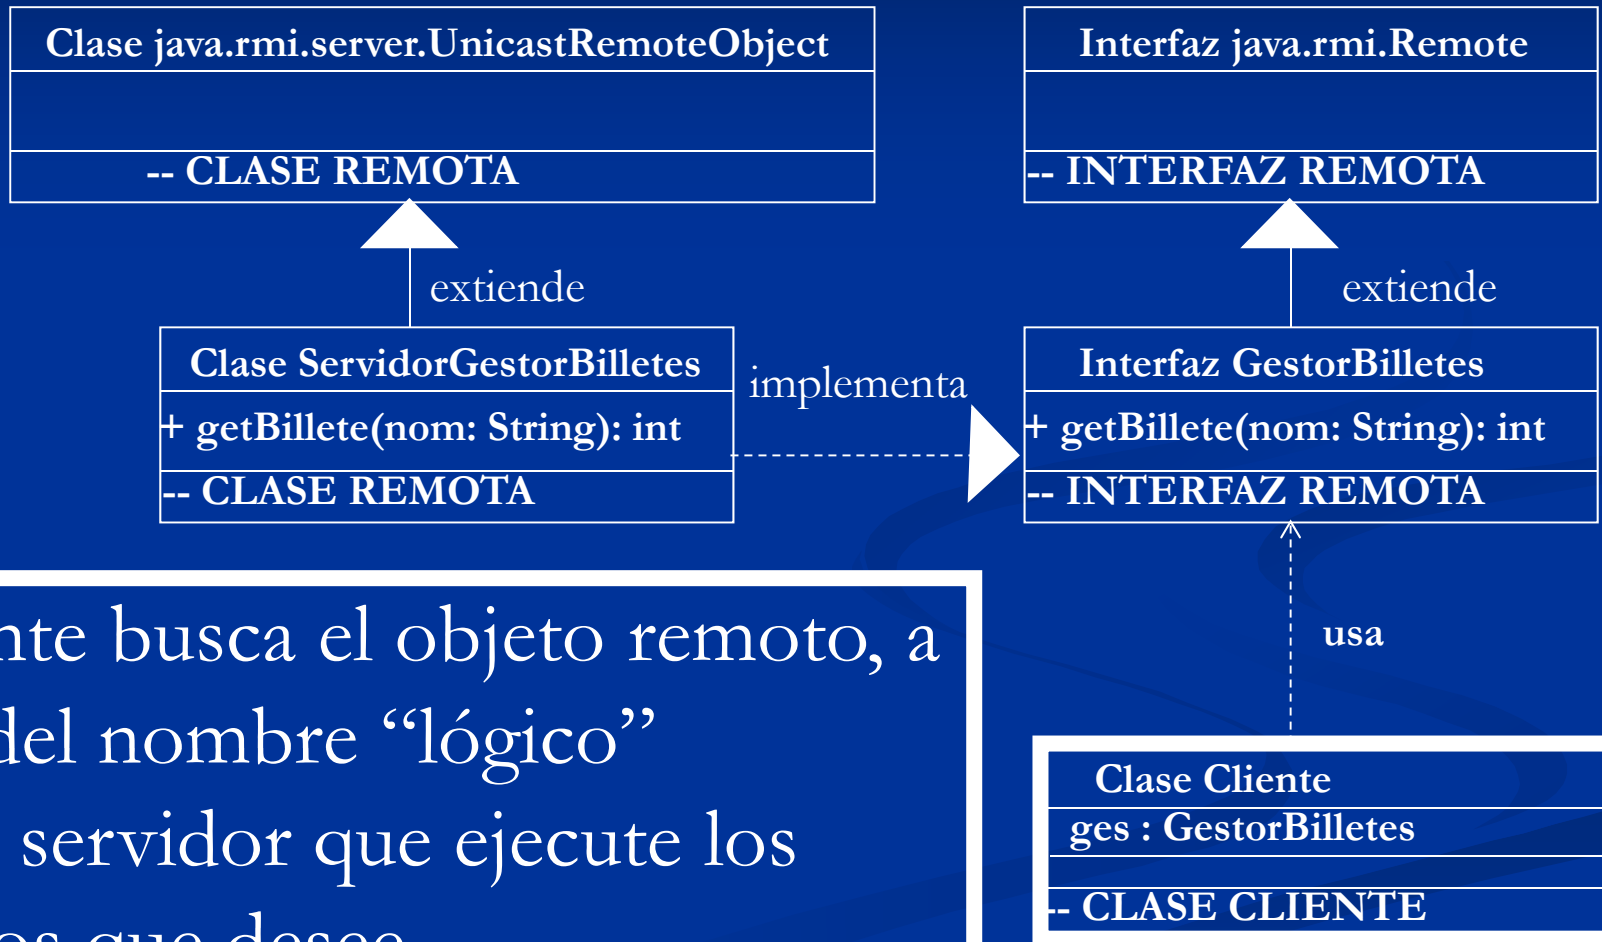 Clase java.rmi.server.UnicastRemoteObject
-- CLASE REMOTA
Interfaz java.rmi.Remote
-- INTERFAZ REMOTA
extiende
extiende
Clase ServidorGestorBilletes
+ getBillete(nom: String): int
-- CLASE REMOTA
implementa
Interfaz GestorBilletes
+ getBillete(nom: String): int
-- INTERFAZ REMOTA
usa
busca el objeto remoto, a
del nombre “lógico”
servidor que ejecute los
que desee
Clase Cliente
ges : GestorBilletes
-- CLASE CLIENTE